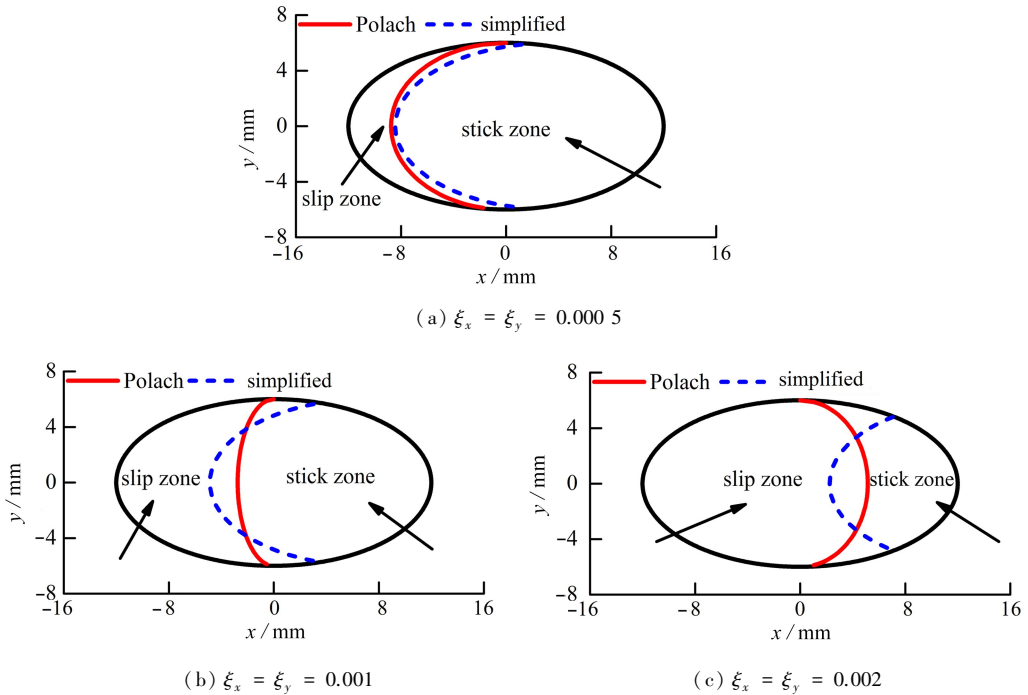 Polach simplified
8
4
0
−4
−8
y / mm
stick zone
slip zone
−16 −8 0 8 16
x / mm
(a) ξx = ξy = 0.000 5
8
4
0
−4
−8
y / mm
Polach simplified
slip zone stick zone
−16 −8 0 8 16
x / mm
(b) ξx = ξy = 0.001
8
4
0
−4
−8
y / mm
Polach simplified
slip zone stick zone
−16 −8 0 8 16
x / mm
(c) ξx = ξy = 0.002